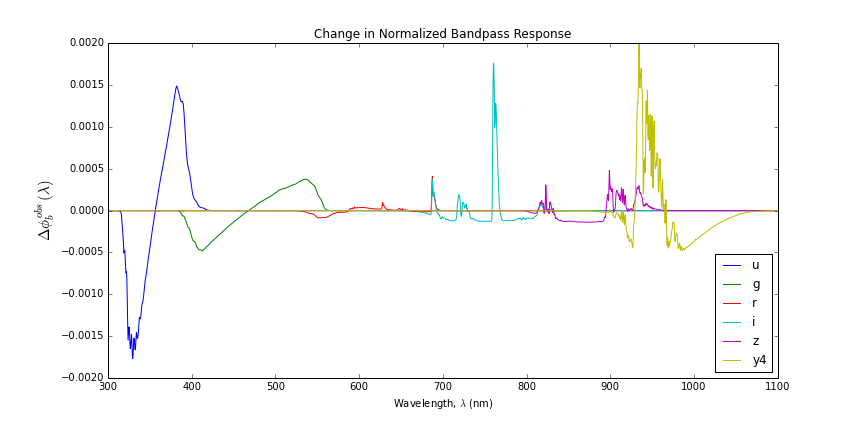 Change in Normalized Bandpass Response
0.0020
0.0015
0.0010
0.0005
0.0000
−0.0005
−0.0010
−0.0015
−0.0020
Δϕ_b^{obs}(λ)
u
g
r
i
z
y4
300 400 500 600 700 800 900 1000 1100
Wavelength, λ (nm)